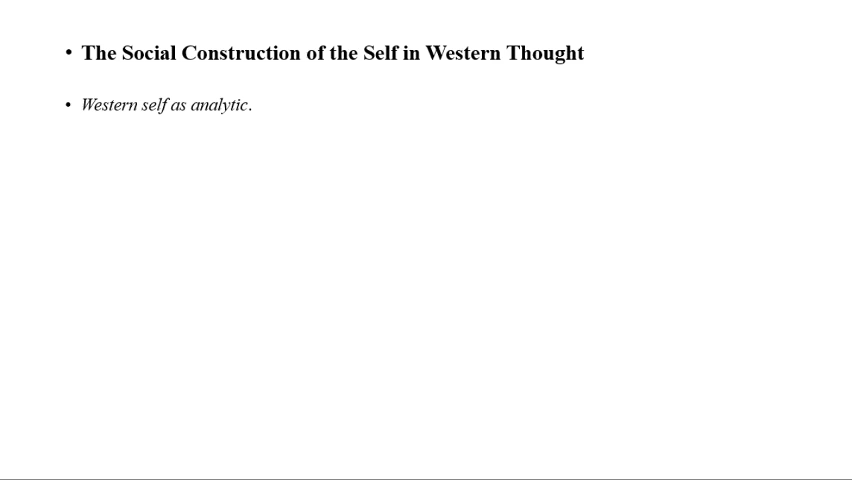 • The Social Construction of the Self in Western Thought
• Western self as analytic.